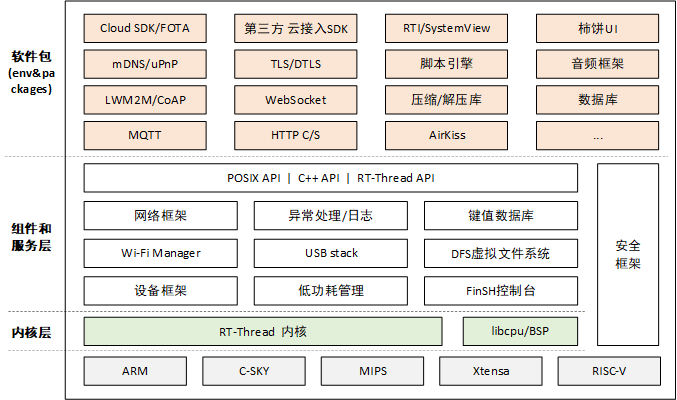 软件包
(env&pa
ckages)
Cloud SDK/FOTA
第三方 云接入SDK
RTI/SystemView
柿饼UI
mDNS/uPnP
TLS/DTLS
脚本引擎
音频框架
LWM2M/CoAP
WebSocket
压缩/解压库
数据库
MQTT
HTTP C/S
AirKiss
...
组件和
服务层
POSIX API | C++ API | RT-Thread API
网络框架
异常处理/日志
键值数据库
Wi-Fi Manager
USB stack
DFS虚拟文件系统
设备框架
低功耗管理
FinSH控制台
安全
框架
内核层
RT-Thread 内核
libcpu/BSP
ARM
C-SKY
MIPS
Xtensa
RISC-V